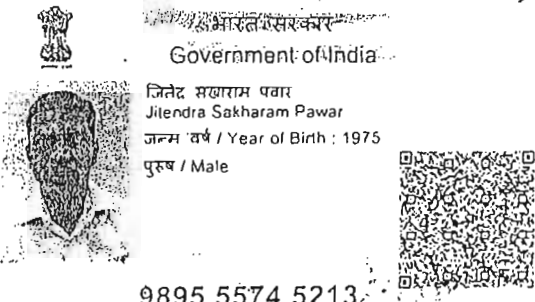 भारत सरकार
Government of India
जितेंद्र सखाराम पवार
Jitendra Sakharam Pawar
जन्म वर्ष / Year of Birth : 1975
पुरुष / Male
9895 5574 5213